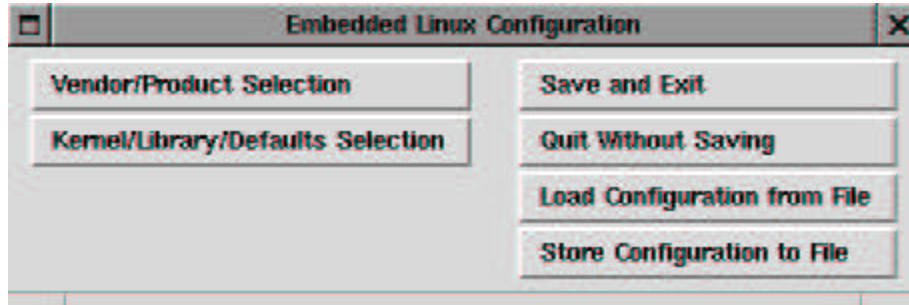 Embedded Linux Configuration
Vendor/Product Selection
Kernel/Library/Defaults Selection
Save and Exit
Quit Without Saving
Load Configuration from File
Store Configuration to File